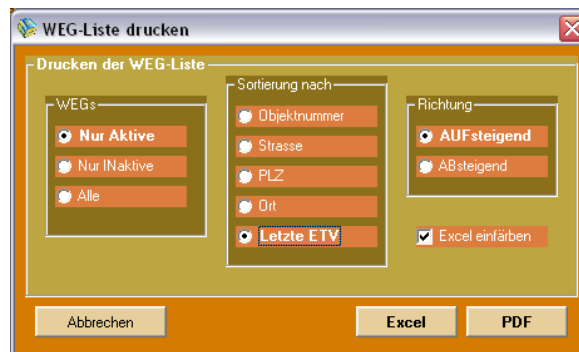 WEG-Liste drucken
Drucken der WEG-Liste
WEGs
Nur Aktive
Nur INaktive
Alle
Sortierung nach
Objektnummer
Strasse
PLZ
Ort
Letzte ETV
Richtung
AUFsteigend
ABsteigend
Excel einfärben
Abbrechen
Excel
PDF